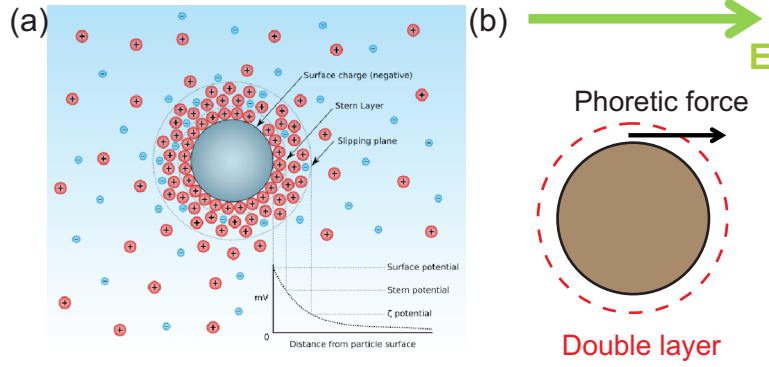 (a)
Surface charge (negative)
Stern Layer
Slipping plane
Surface potential
Stern potential
ζ potential
mV
0
Distance from particle surface
(b)
E
Phoretic force
Double layer